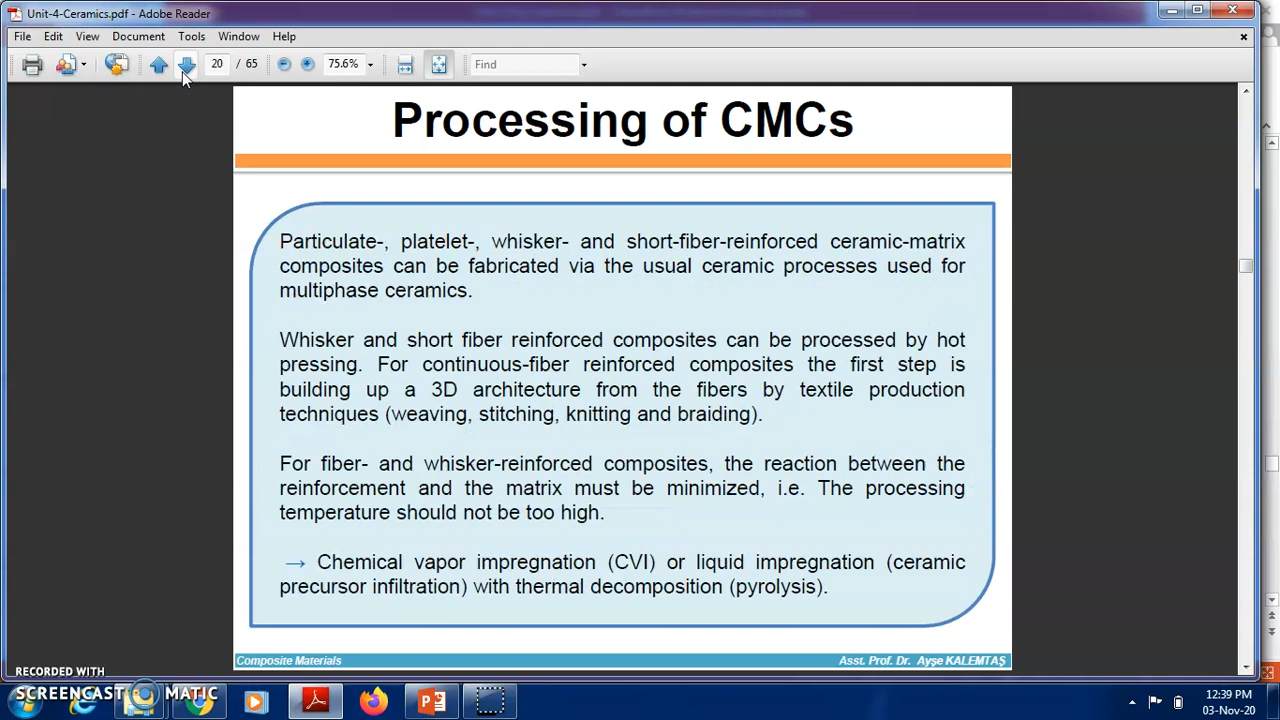 Unit-4-Ceramics.pdf - Adobe Reader
File Edit View Document Tools Window Help
20 / 65 75.6% Find
Processing of CMCs
Particulate-, platelet-, whisker- and short-fiber-reinforced ceramic-matrix
composites can be fabricated via the usual ceramic processes used for
multiphase ceramics.
Whisker and short fiber reinforced composites can be processed by hot
pressing. For continuous-fiber reinforced composites the first step is
building up a 3D architecture from the fibers by textile production
techniques (weaving, stitching, knitting and braiding).
For fiber- and whisker-reinforced composites, the reaction between the
reinforcement and the matrix must be minimized, i.e. The processing
temperature should not be too high.
→ Chemical vapor impregnation (CVI) or liquid impregnation (ceramic
precursor infiltration) with thermal decomposition (pyrolysis).
Composite Materials Asst. Prof. Dr. Ayşe KALEMTAŞ
RECORDED WITH
SCREENCAST MATIC
12:39 PM
03-Nov-20